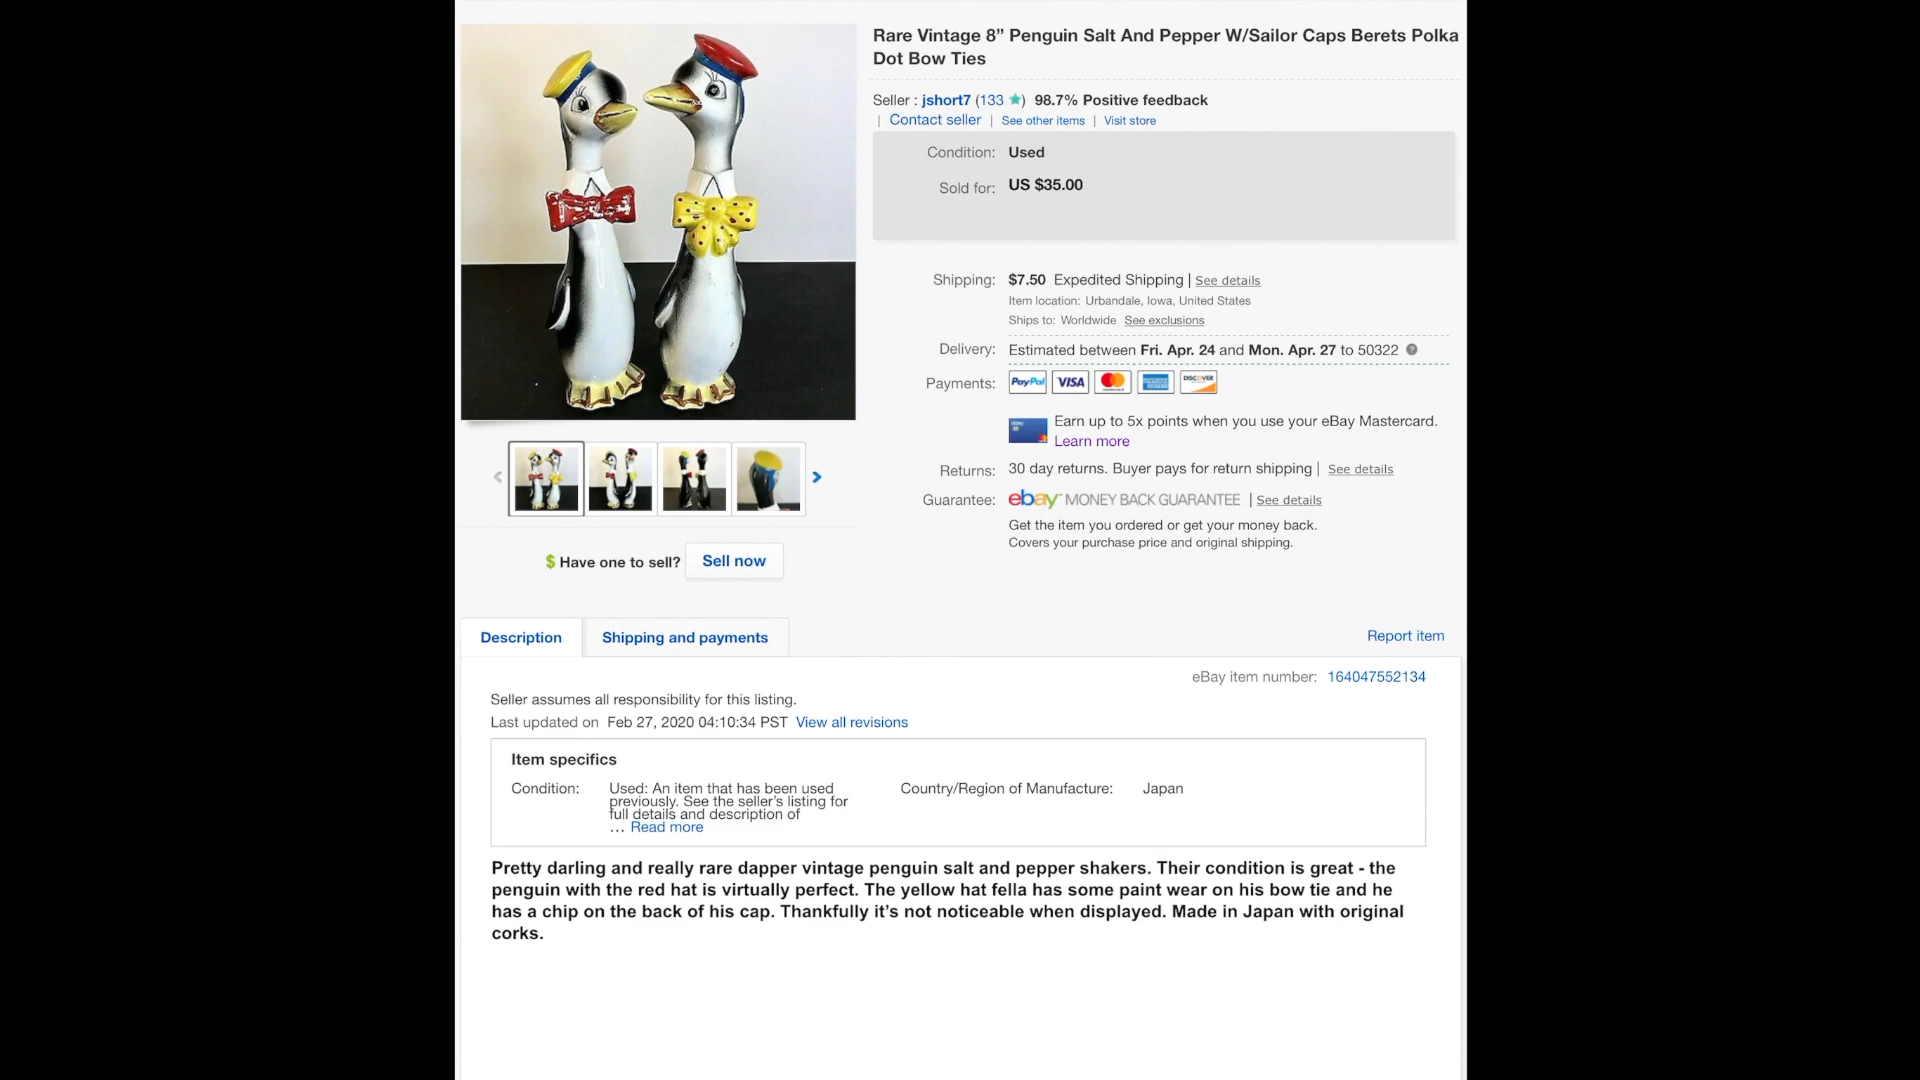 Rare Vintage 8” Penguin Salt And Pepper W/Sailor Caps Berets Polka
Dot Bow Ties
Seller : jshort7 (133 ) 98.7% Positive feedback
| Contact seller | See other items | Visit store
Condition: Used
Sold for: US $35.00
Shipping: $7.50 Expedited Shipping | See details
Item location: Urbandale, Iowa, United States
Ships to: Worldwide See exclusions
Delivery: Estimated between Fri. Apr. 24 and Mon. Apr. 27 to 50322
Payments: PayPal VISA DISCOVER
Earn up to 5x points when you use your eBay Mastercard.
Learn more
Returns: 30 day returns. Buyer pays for return shipping | See details
Guarantee: ebay MONEY BACK GUARANTEE | See details
Get the item you ordered or get your money back.
Covers your purchase price and original shipping.
$ Have one to sell? Sell now
Description Shipping and payments Report item
eBay item number: 164047552134
Seller assumes all responsibility for this listing.
Last updated on Feb 27, 2020 04:10:34 PST View all revisions
Item specifics
Condition: Used: An item that has been used
previously. See the seller’s listing for
full details and description of
... Read more
Country/Region of Manufacture: Japan
Pretty darling and really rare dapper vintage penguin salt and pepper shakers. Their condition is great - the
penguin with the red hat is virtually perfect. The yellow hat fella has some paint wear on his bow tie and he
has a chip on the back of his cap. Thankfully it’s not noticeable when displayed. Made in Japan with original
corks.